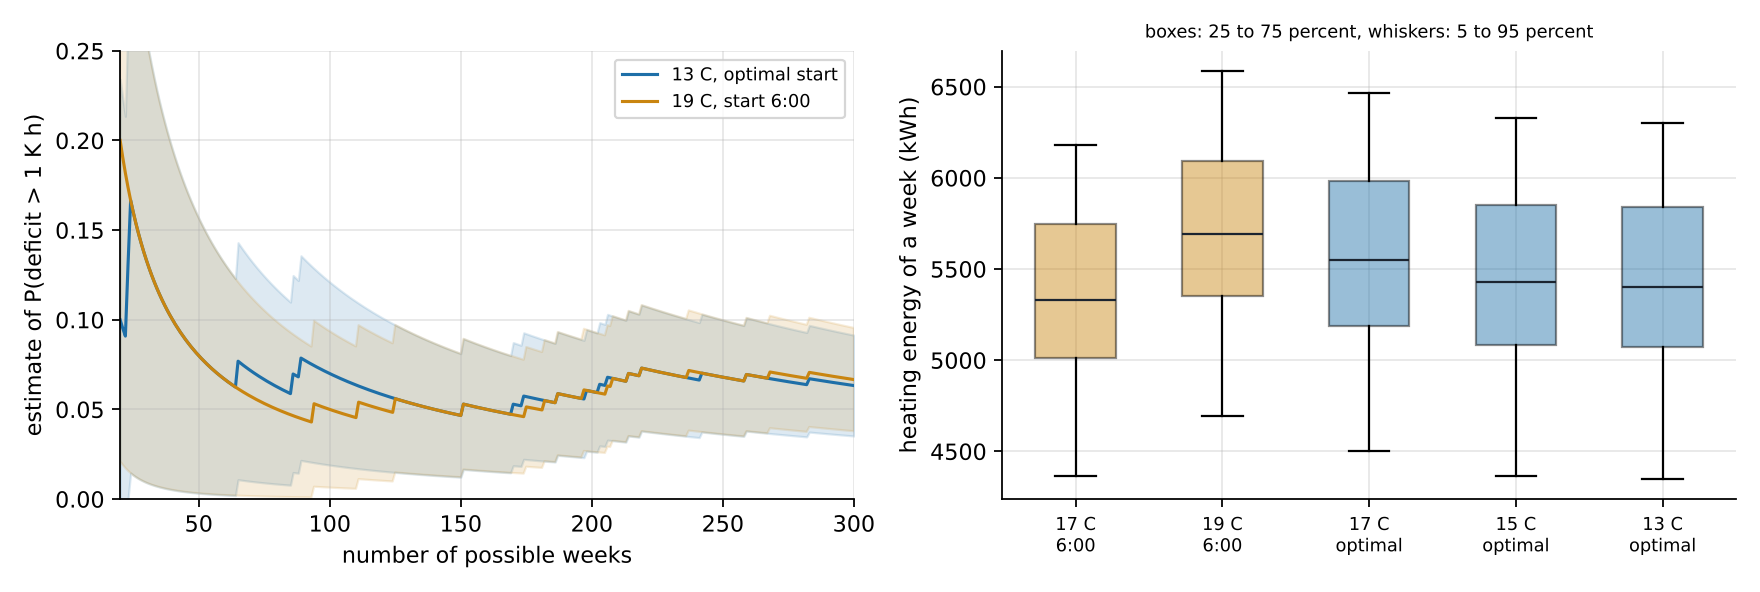 0.25
0.20
0.15
0.10
0.05
0.00
estimate of P(deficit > 1 K h)
13 C, optimal start
19 C, start 6:00
50
100
150
200
250
300
number of possible weeks
boxes: 25 to 75 percent, whiskers: 5 to 95 percent
6500
6000
5500
5000
4500
heating energy of a week (kWh)
17 C
6:00
19 C
6:00
17 C
optimal
15 C
optimal
13 C
optimal